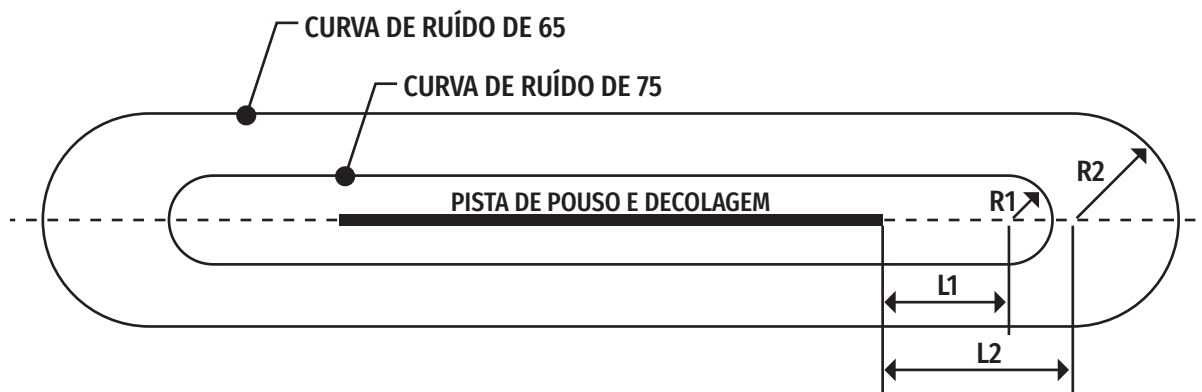 CURVA DE RUÍDO DE 65
CURVA DE RUÍDO DE 75
PISTA DE POUSO E DECOLAGEM
R1
R2
L1
L2